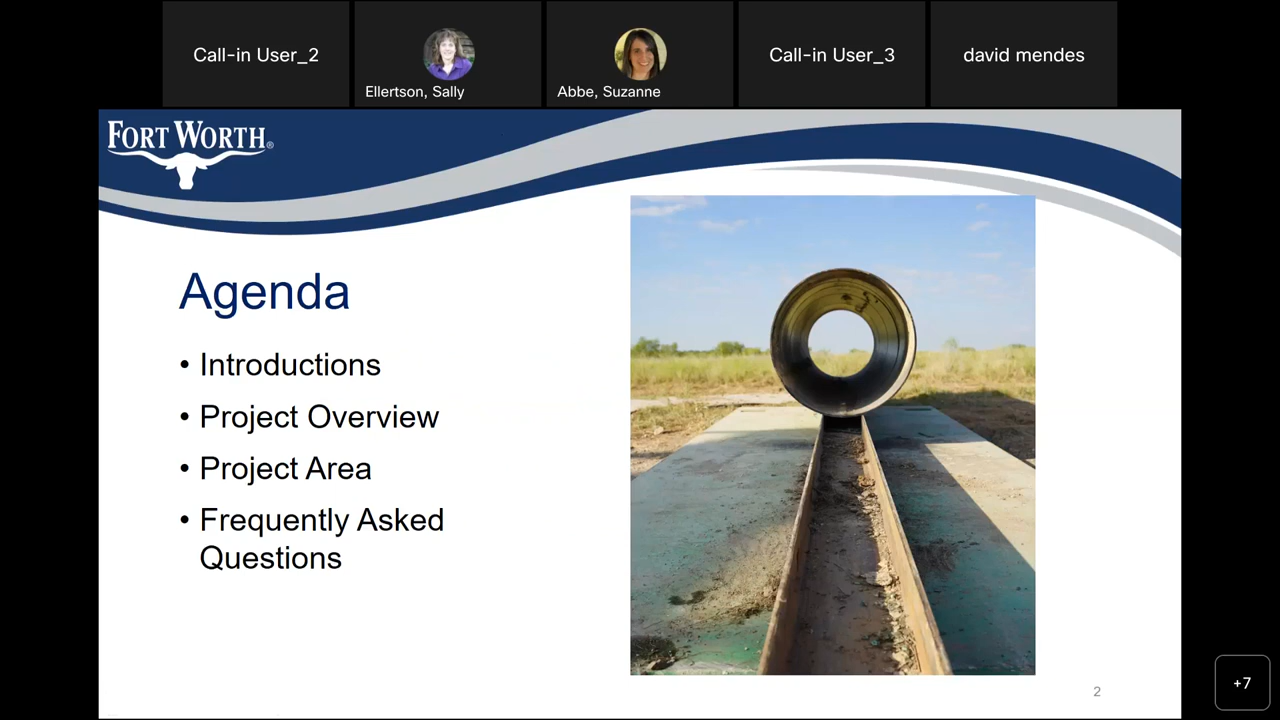 Call-in User_2
Ellertson, Sally
Abbe, Suzanne
Call-in User_3
david mendes
FORT WORTH®
Agenda
• Introductions
• Project Overview
• Project Area
• Frequently Asked
Questions
2
+7